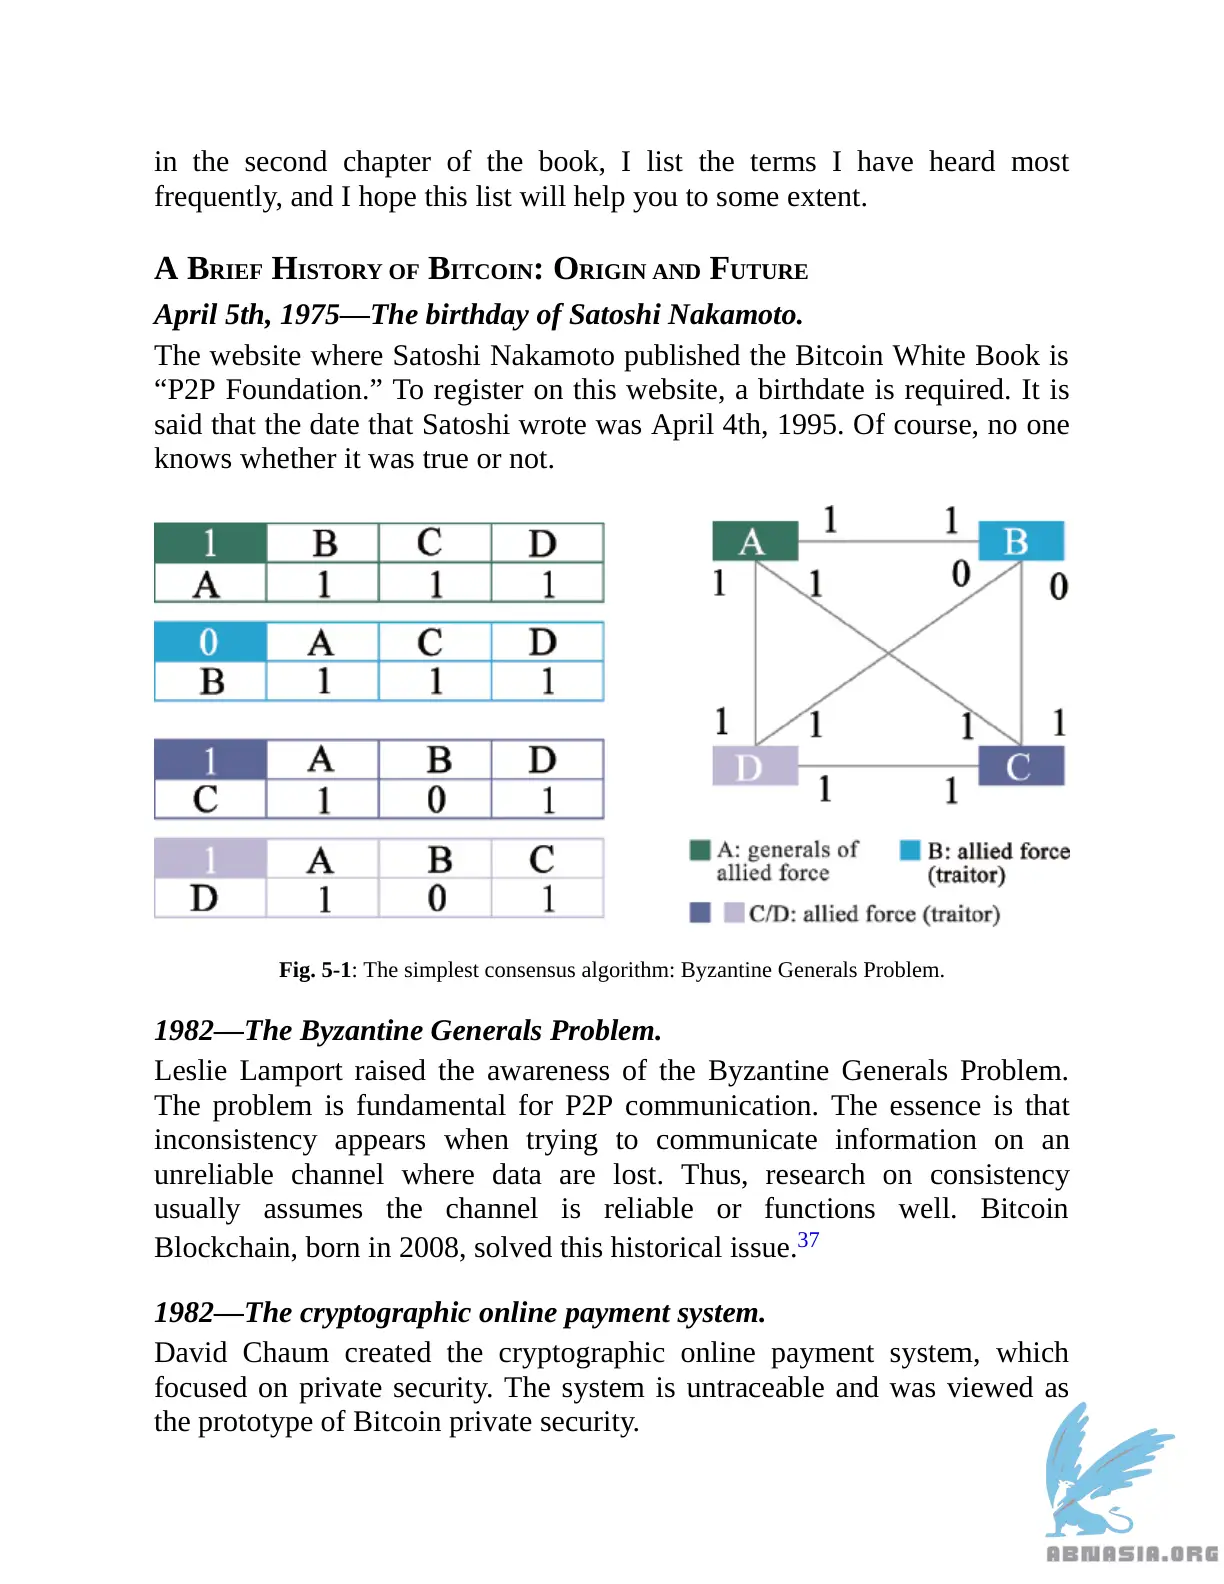 in the second chapter of the book, I list the terms I have heard most
frequently, and I hope this list will help you to some extent.
A BRIEF HISTORY OF BITCOIN: ORIGIN AND FUTURE
April 5th, 1975—The birthday of Satoshi Nakamoto.
The website where Satoshi Nakamoto published the Bitcoin White Book is
“P2P Foundation.” To register on this website, a birthdate is required. It is
said that the date that Satoshi wrote was April 4th, 1995. Of course, no one
knows whether it was true or not.
1 B C D
A 1 1 1
0 A C D
B 1 1 1
1 A B D
C 1 0 1
1 A B C
D 1 0 1
1 1
A B
1 1 0 0
1 1 1 1
D C
1 1
A: generals of
allied force
B: allied force
(traitor)
C/D: allied force (traitor)
Fig. 5-1: The simplest consensus algorithm: Byzantine Generals Problem.
1982—The Byzantine Generals Problem.
Leslie Lamport raised the awareness of the Byzantine Generals Problem.
The problem is fundamental for P2P communication. The essence is that
inconsistency appears when trying to communicate information on an
unreliable channel where data are lost. Thus, research on consistency
usually assumes the channel is reliable or functions well. Bitcoin
Blockchain, born in 2008, solved this historical issue.37
1982—The cryptographic online payment system.
David Chaum created the cryptographic online payment system, which
focused on private security. The system is untraceable and was viewed as
the prototype of Bitcoin private security.
ABNASIA.ORG